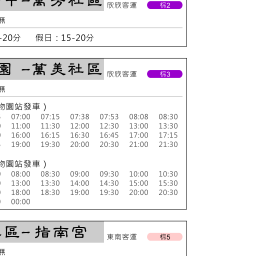 欣欣客運 棕2
無
-20分 假日：15-20分
園 -萬美社區 欣欣客運 棕3
無
物園站發車）
07:00 07:15 07:38 07:53 08:08 08:30
11:00 11:30 12:00 12:30 13:00 13:30
16:00 16:15 16:30 16:45 17:00 17:15
19:00 19:30 20:00 20:30 21:00 21:30
物園站發車）
08:00 08:30 09:00 09:30 10:00 10:30
13:00 13:30 14:00 14:30 15:00 15:30
18:00 18:30 19:00 19:30 20:00 20:30
00:00
區-指南宮 東南客運 棕5
無